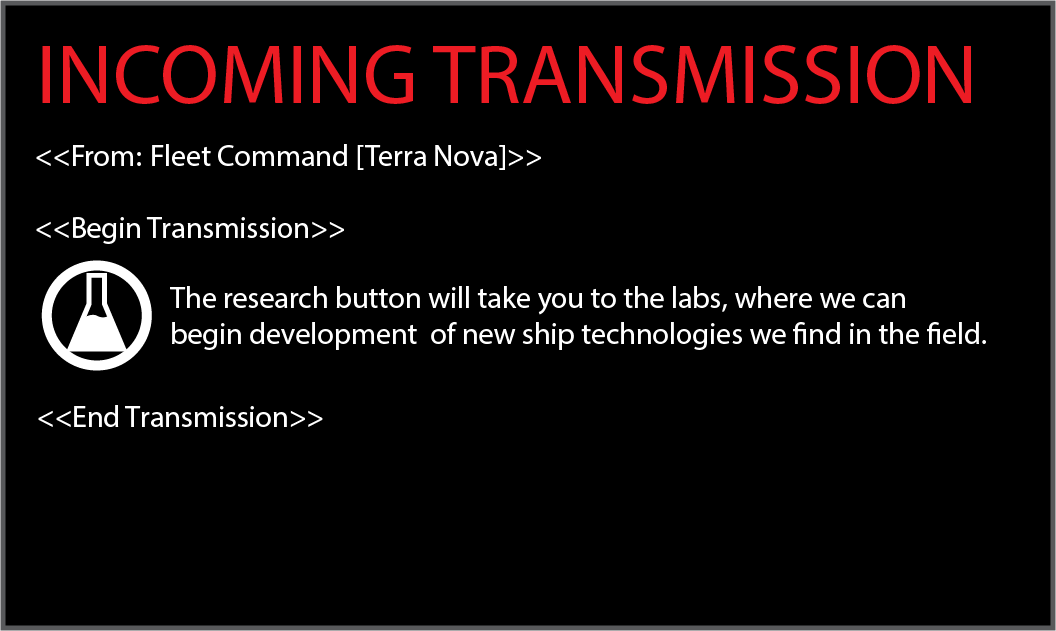 INCOMING TRANSMISSION
<<From: Fleet Command [Terra Nova]>>
<<Begin Transmission>>
The research button will take you to the labs, where we can
begin development  of new ship technologies we find in the field.
<<End Transmission>>